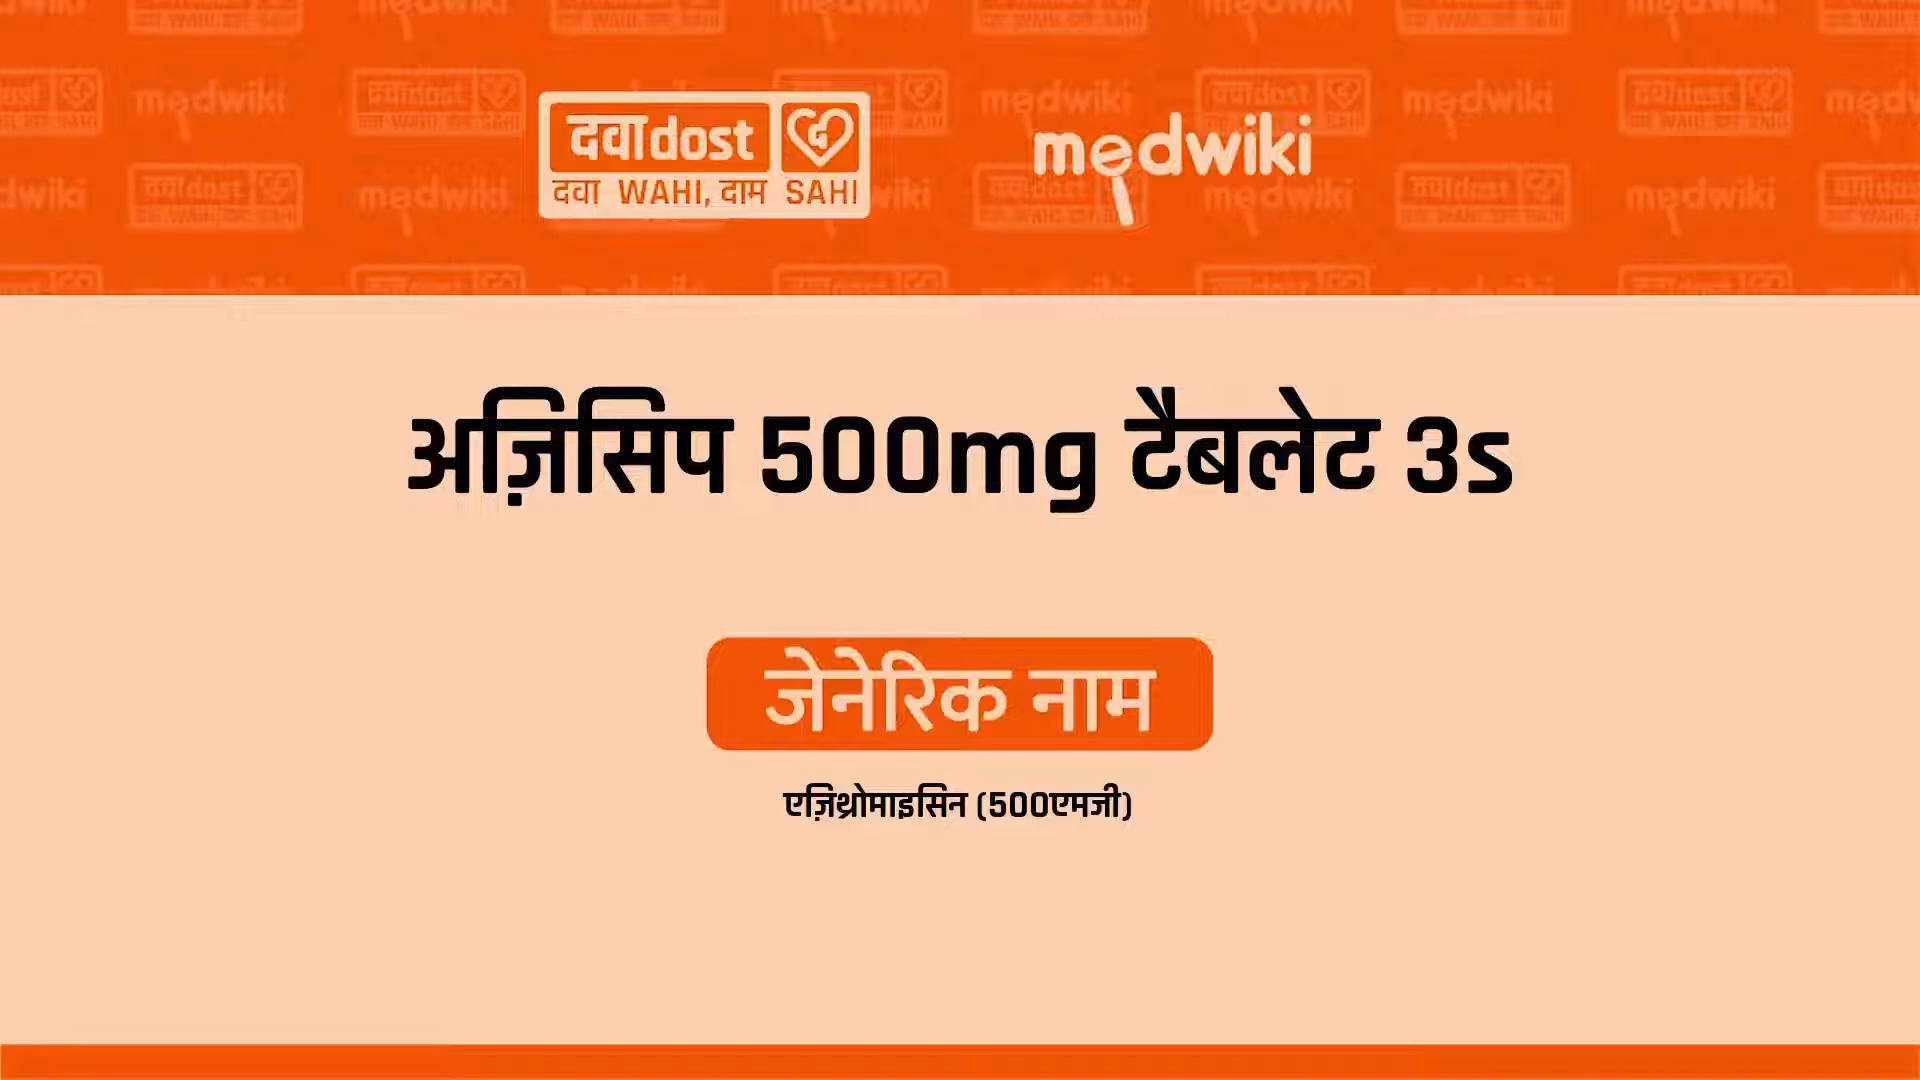 दवाdost
दवा WAHI, दाम SAHI
medwiki
अज़िसिप 500mg टैबलेट 3s
जेनेरिक नाम
एज़िथ्रोमाइसिन (500एमजी)